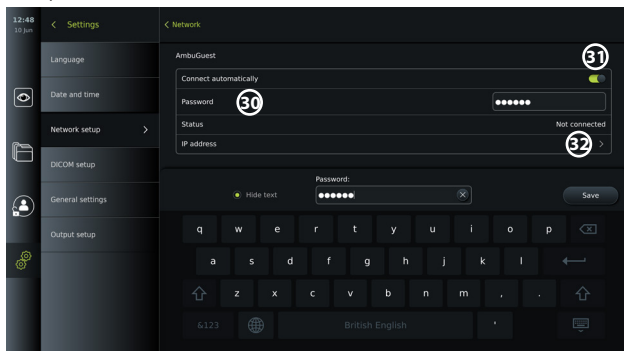 12:48
10 Jun
Settings
Network
Language
Date and time
Network setup
DICOM setup
General settings
Output setup
AmbuGuest
31
Connect automatically
Password
30
●●●●●●
Status
Not connected
IP address
32
Password:
Hide text
●●●●●●
Save
q w e r t y u i o p
a s d f g h j k l
z x c v b n m , .
&123
British English
'